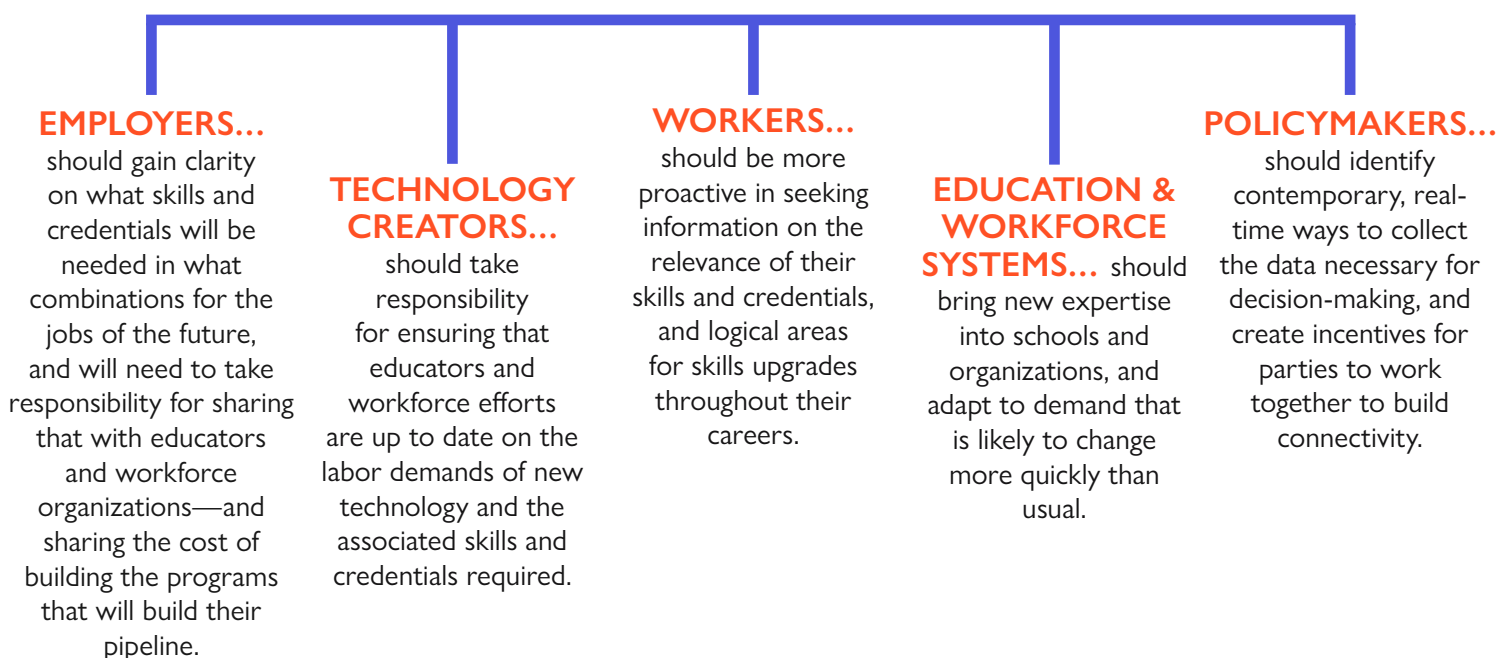 EMPLOYERS…
should gain clarity
on what skills and
credentials will be
needed in what
combinations for the
jobs of the future,
and will need to take
responsibility for sharing
that with educators
and workforce
organizations—and
sharing the cost of
building the programs
that will build their
pipeline.
TECHNOLOGY
CREATORS…
should take
responsibility
for ensuring that
educators and
workforce efforts
are up to date on the
labor demands of new
technology and the
associated skills and
credentials required.
WORKERS…
should be more
proactive in seeking
information on the
relevance of their
skills and credentials,
and logical areas
for skills upgrades
throughout their
careers.
EDUCATION &
WORKFORCE
SYSTEMS… should
bring new expertise
into schools and
organizations, and
adapt to demand that
is likely to change
more quickly than
usual.
POLICYMAKERS…
should identify
contemporary, real-
time ways to collect
the data necessary for
decision-making, and
create incentives for
parties to work
together to build
connectivity.